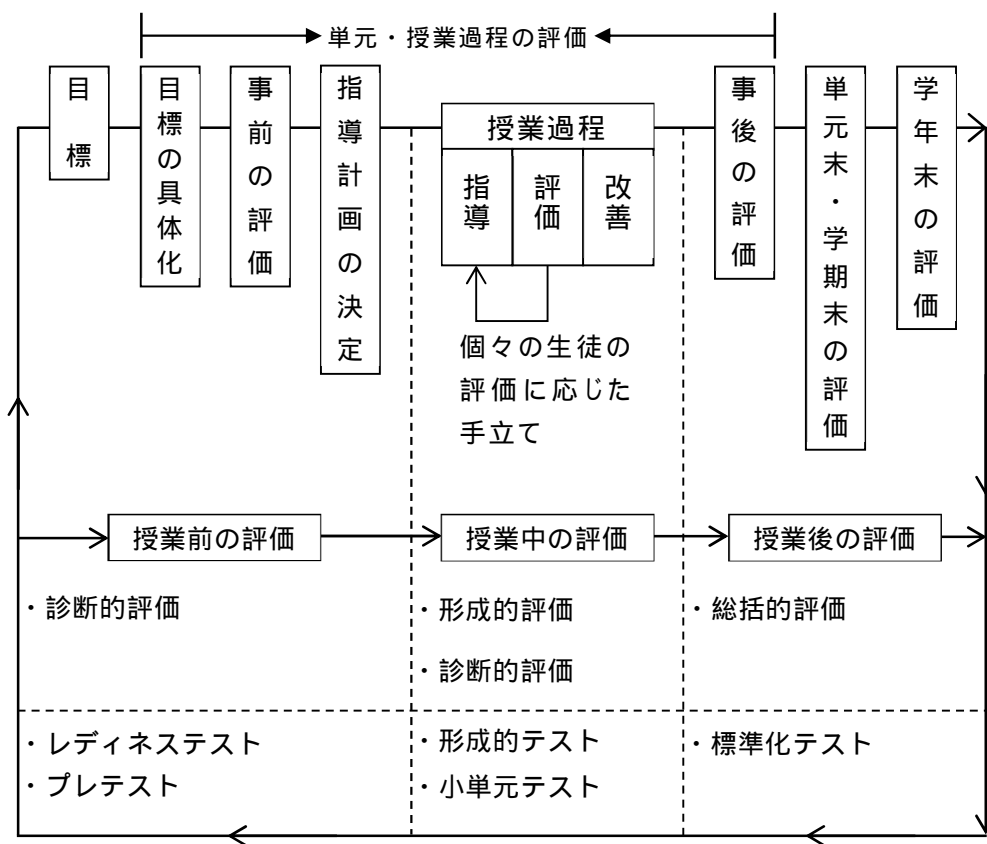 単元・授業過程の評価
目標
目標の具体化
事前の評価
指導計画の決定
授業過程
指導
評価
改善
個々の生徒の
評価に応じた
手立て
事後の評価
単元末・学期末の評価
学年末の評価
授業前の評価
授業中の評価
授業後の評価
・診断的評価
・形成的評価
・診断的評価
・総括的評価
・レディネステスト
・プレテスト
・形成的テスト
・小単元テスト
・標準化テスト